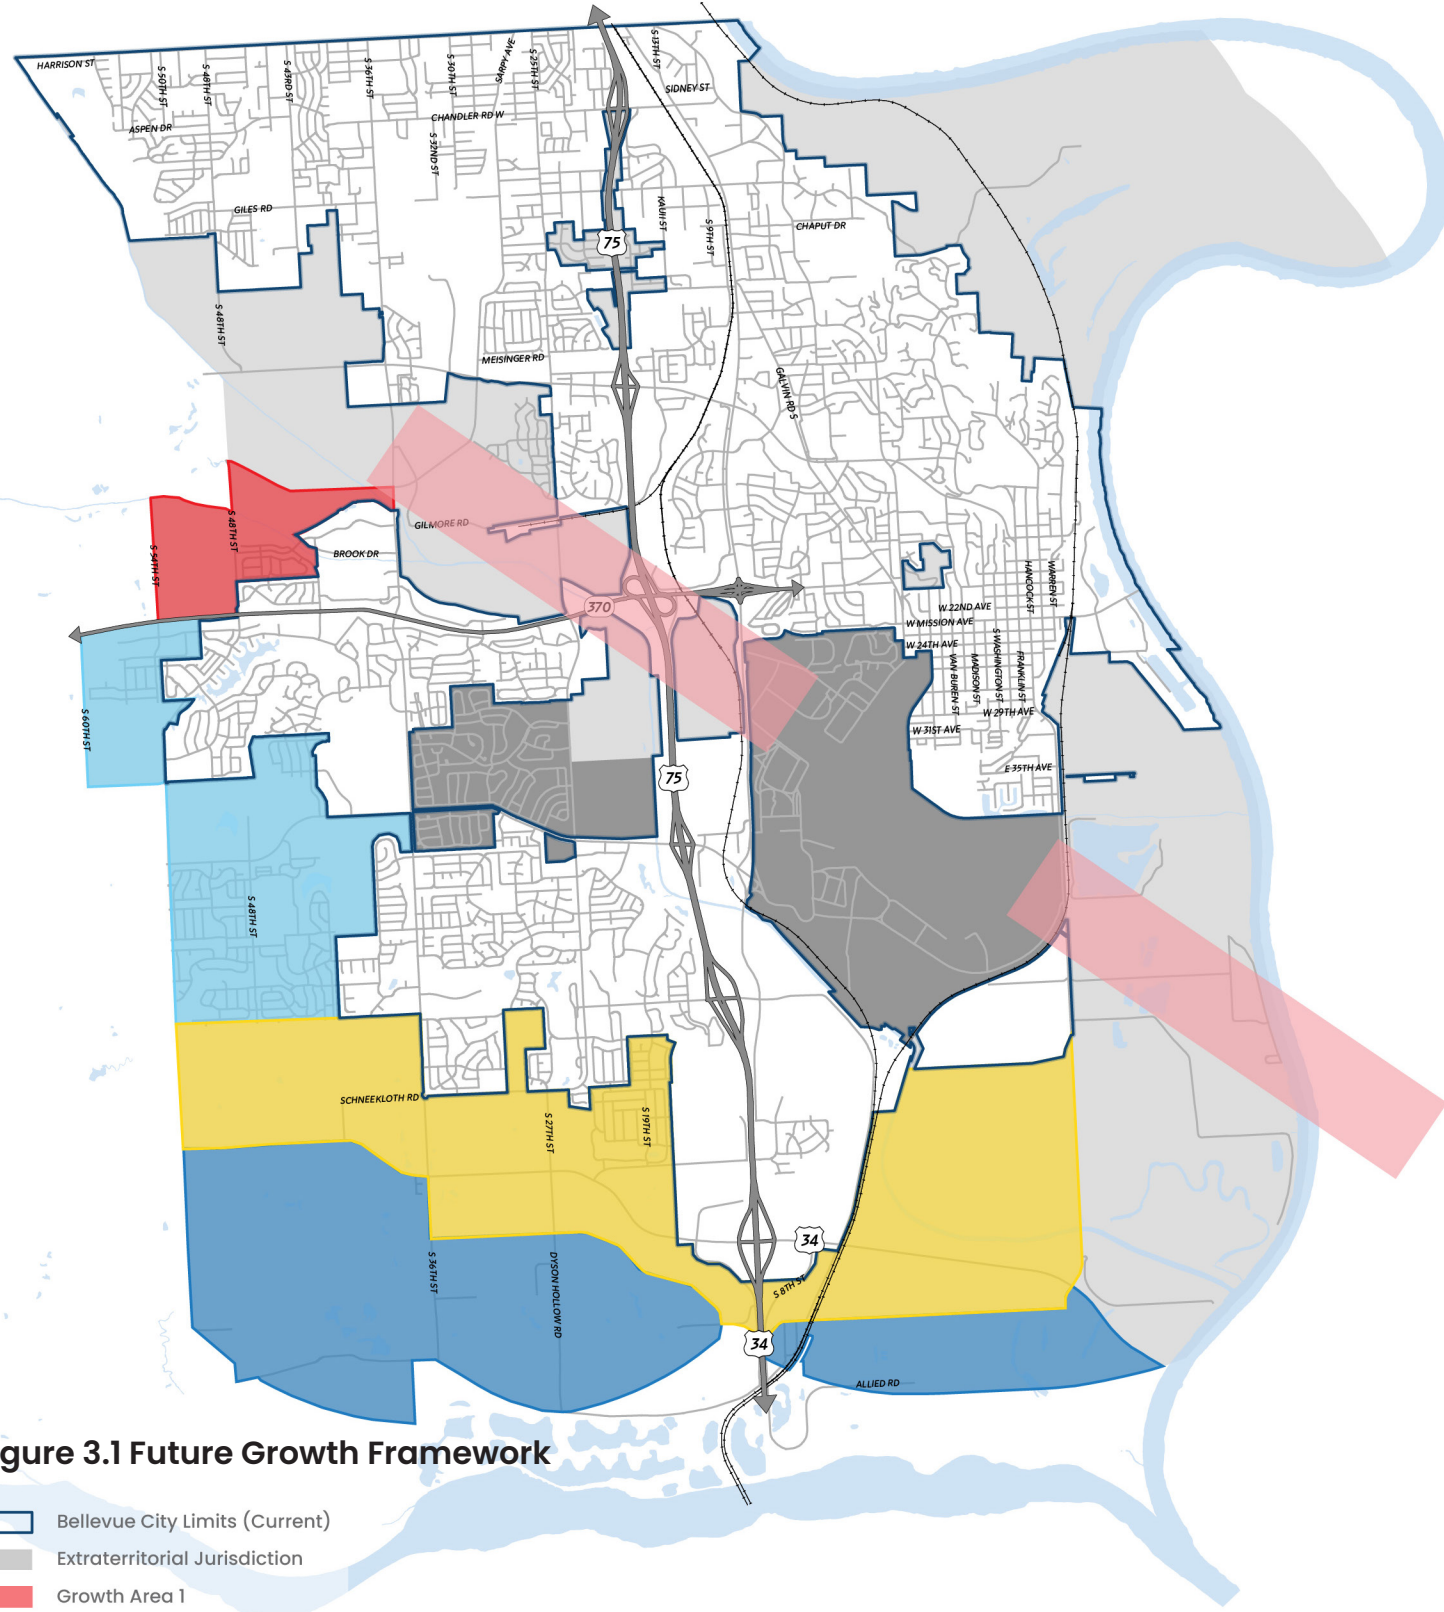 HARRISON ST
S 50TH ST
S 48TH ST
S 43RD ST
S 36TH ST
S 30TH ST
SARPY AVE
S 25TH ST
S 13TH ST
SIDNEY ST
ASPEN DR
CHANDLER RD W
S 32ND ST
GILES RD
KAUII ST
S 9TH ST
CHAPUT DR
75
S 48TH ST
MEISINGER RD
GALVIN RD S
S 48TH ST
GILMORE RD
S 54TH ST
BROOK DR
HANCOCK ST
WARREN ST
370
W 22ND AVE
W MISSION AVE
W 24TH AVE
S WASHINGTON ST
VAN BUREN ST
MADISON ST
FRANKLIN ST
S 60TH ST
W 29TH AVE
W 31ST AVE
E 35TH AVE
75
S 48TH ST
SCHNEEKLOTH RD
S 27TH ST
S 19TH ST
34
S 36TH ST
DYSON HOLLOW RD
S 8TH ST
34
ALLIED RD
gure 3.1 Future Growth Framework
Bellevue City Limits (Current)
Extraterritorial Jurisdiction
Growth Area 1